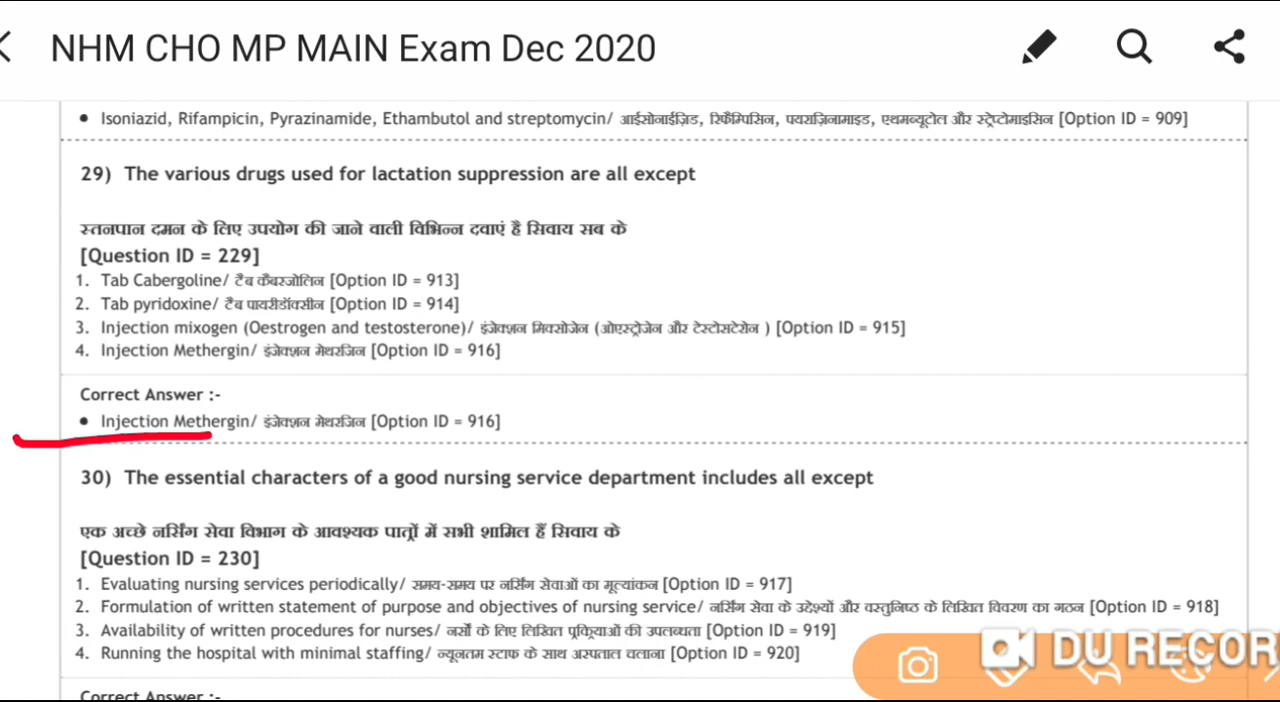 NHM CHO MP MAIN Exam Dec 2020
• Isoniazid, Rifampicin, Pyrazinamide, Ethambutol and streptomycin/ आईसोनाईज़िड, रिफैम्पिसिन, पयराज़िनामाइड, एथमब्यूटोल और स्ट्रेप्टोमाइसिन [Option ID = 909]
29) The various drugs used for lactation suppression are all except
स्तनपान दमन के लिए उपयोग की जाने वाली विभिन्न दवाएं है सिवाय सब के
[Question ID = 229]
1. Tab Cabergoline/ टैब कैबरजोलिन [Option ID = 913]
2. Tab pyridoxine/ टैब पायरीडॉक्सीन [Option ID = 914]
3. Injection mixogen (Oestrogen and testosterone)/ इंजेक्शन मिक्सोजेन (ओएस्ट्रोजेन और टेस्टोसटेरोन ) [Option ID = 915]
4. Injection Methergin/ इंजेक्शन मेथरजिन [Option ID = 916]
Correct Answer :-
• Injection Methergin/ इंजेक्शन मेथरजिन [Option ID = 916]
30) The essential characters of a good nursing service department includes all except
एक अच्छे नर्सिंग सेवा विभाग के आवश्यक पात्रों में सभी शामिल हैं सिवाय के
[Question ID = 230]
1. Evaluating nursing services periodically/ समय-समय पर नर्सिंग सेवाओं का मूल्यांकन [Option ID = 917]
2. Formulation of written statement of purpose and objectives of nursing service/ नर्सिंग सेवा के उद्देश्यों और वस्तुनिष्ठ के लिखित विवरण का गठन [Option ID = 918]
3. Availability of written procedures for nurses/ नर्सों के लिए लिखित प्रक्रियाओं की उपलब्धता [Option ID = 919]
4. Running the hospital with minimal staffing/ न्यूनतम स्टाफ के साथ अस्पताल चलाना [Option ID = 920]
DU RECOR
Correct Answer :-